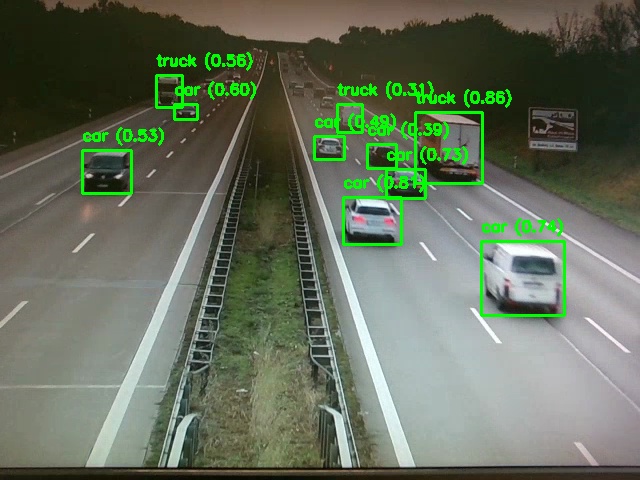 truck (0.56)
car (0.60)
truck (0.31)
truck (0.86)
car (0.49)
car (0.39)
car (0.53)
car (0.73)
car (0.81)
car (0.74)